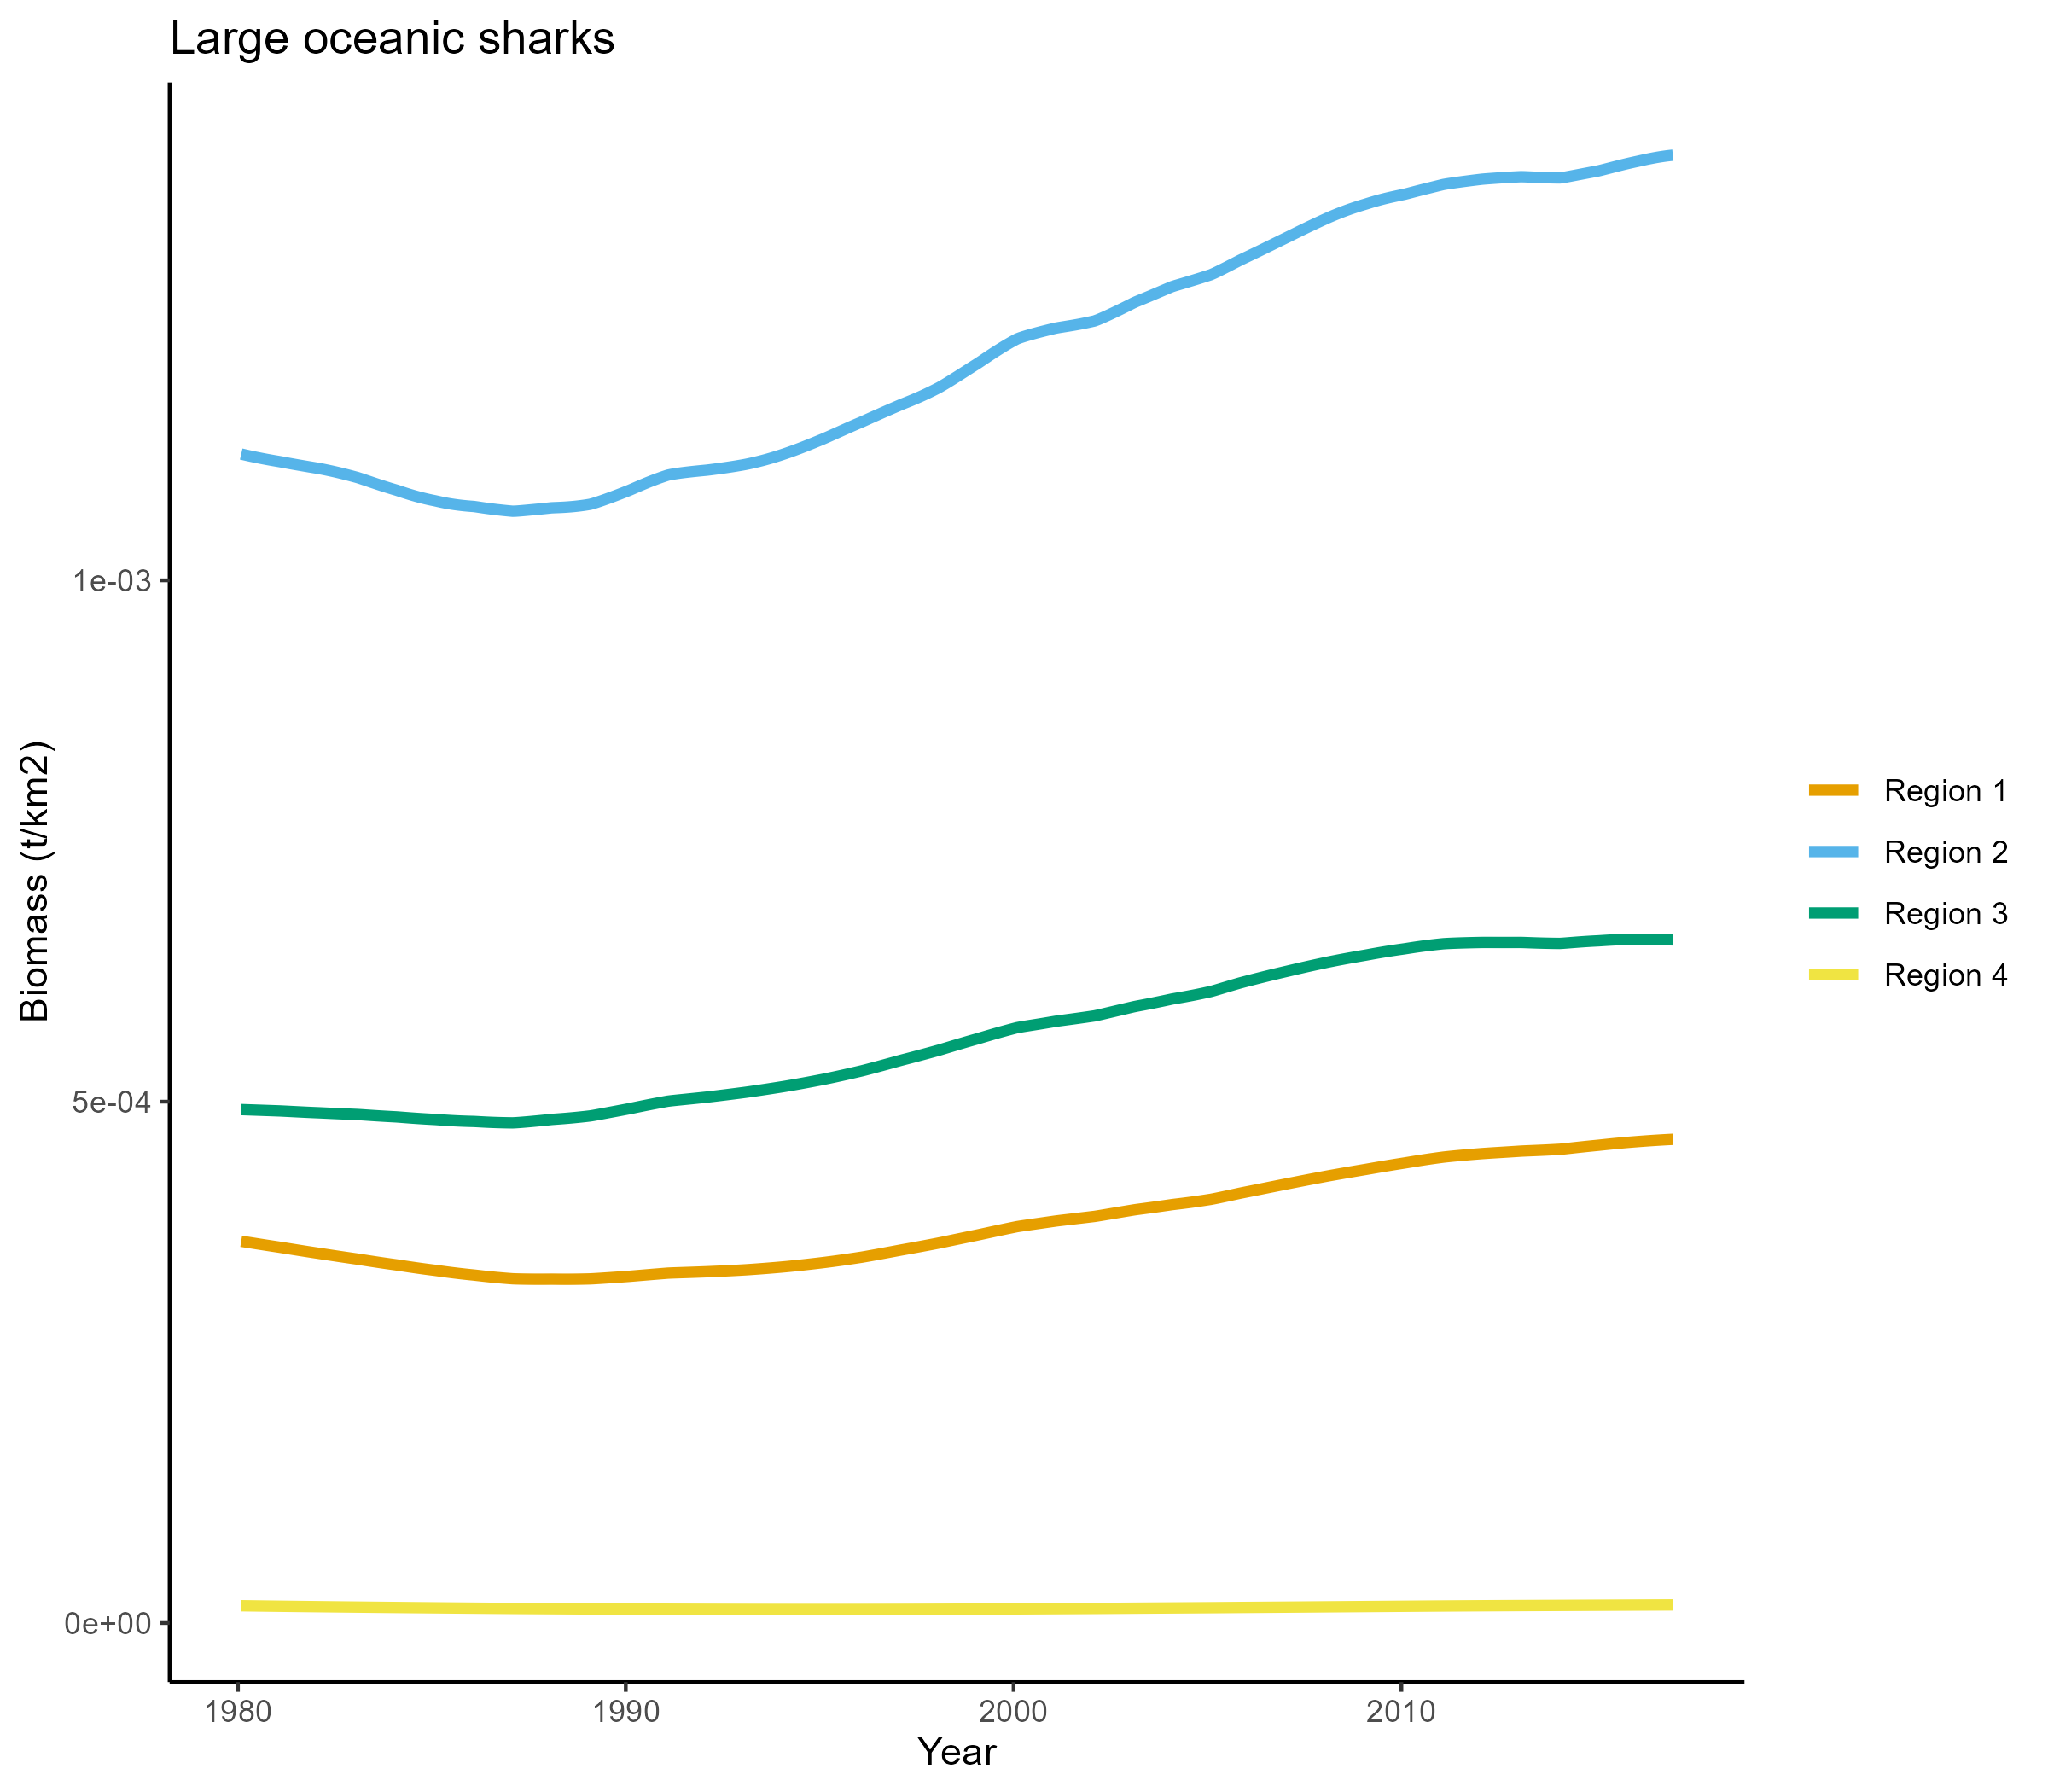 Large oceanic sharks
Biomass (t/km2)
1e-03
5e-04
0e+00
1980 1990 2000 2010
Year
Region 1
Region 2
Region 3
Region 4